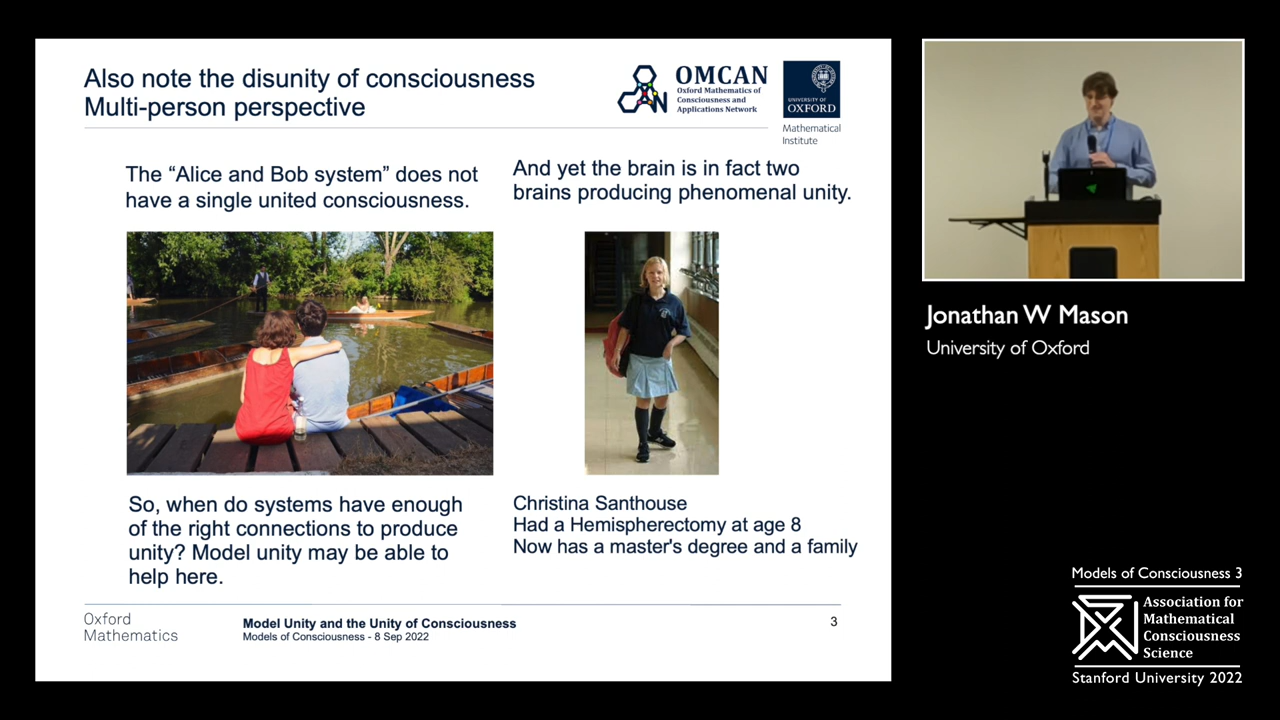 Also note the disunity of consciousness
Multi-person perspective
OMCAN
Oxford Mathematics of
Consciousness and
Applications Network
UNIVERSITY OF
OXFORD
Mathematical
Institute
The “Alice and Bob system” does not
have a single united consciousness.
And yet the brain is in fact two
brains producing phenomenal unity.
So, when do systems have enough
of the right connections to produce
unity? Model unity may be able to
help here.
Christina Santhouse
Had a Hemispherectomy at age 8
Now has a master's degree and a family
Oxford
Mathematics
Model Unity and the Unity of Consciousness
Models of Consciousness - 8 Sep 2022
3
Jonathan W Mason
University of Oxford
Models of Consciousness 3
Association for
Mathematical
Consciousness
Science
Stanford University 2022